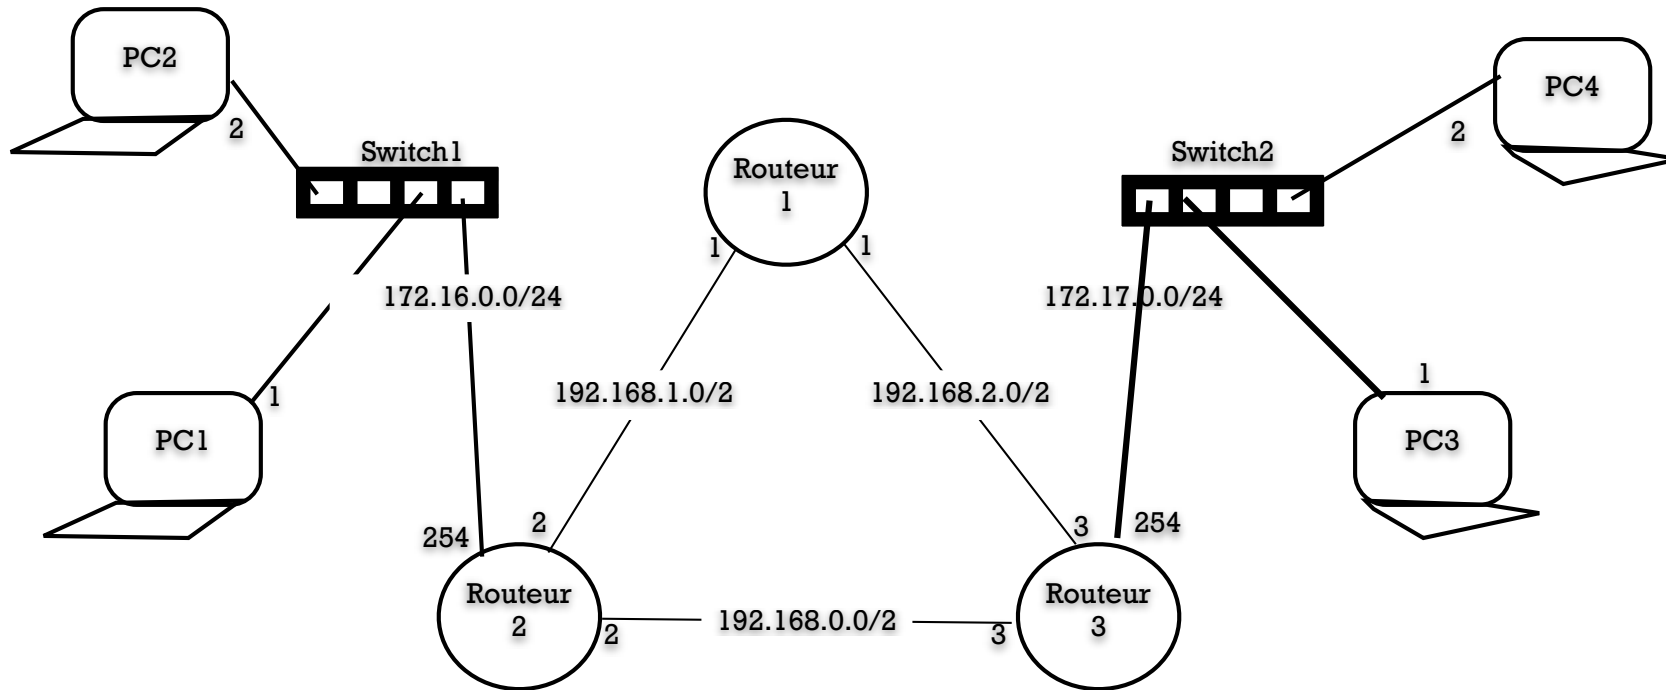 PC2
2
Switch1
Routeur
1
Switch2
PC4
2
1
1
172.16.0.0/24
172.17.0.0/24
192.168.1.0/2
192.168.2.0/2
1
PC1
1
PC3
254
2
3
254
Routeur
2
2
192.168.0.0/2
3
Routeur
3